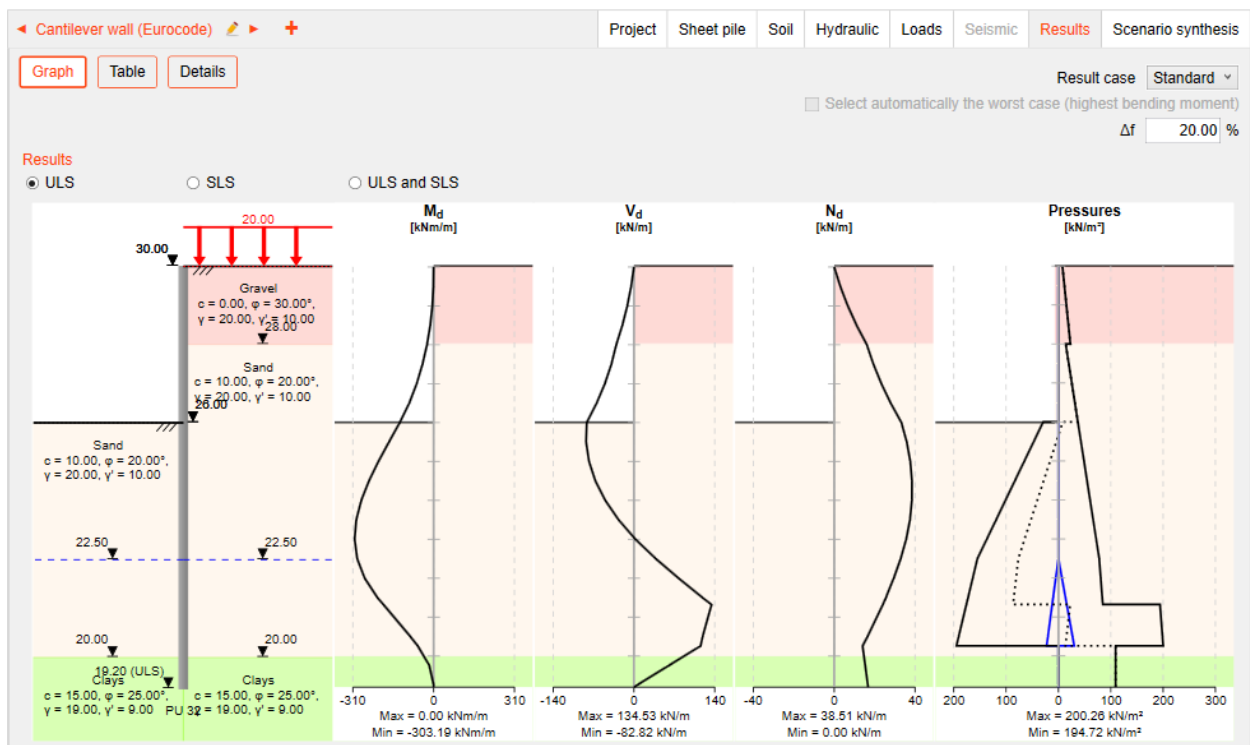 Cantilever wall (Eurocode)
Project
Sheet pile
Soil
Hydraulic
Loads
Seismic
Results
Scenario synthesis
Graph
Table
Details
Result case
Standard
Select automatically the worst case (highest bending moment)
Δf
20.00 %
Results
ULS
SLS
ULS and SLS
20.00
30.00
Gravel
c = 0.00, φ = 30.00°,
γ = 20.00, γ' = 10.00
28.00
Sand
c = 10.00, φ = 20.00°,
γ = 20.00, γ' = 10.00
26.00
Sand
c = 10.00, φ = 20.00°,
γ = 20.00, γ' = 10.00
22.50
22.50
20.00
20.00
19.20 (ULS)
Clays
c = 15.00, φ = 25.00°,
γ = 19.00, γ' = 9.00
PU 32
Clays
c = 15.00, φ = 25.00°,
= 19.00, γ' = 9.00
Md
[kNm/m]
-310
0
310
Max = 0.00 kNm/m
Min = -303.19 kNm/m
Vd
[kN/m]
-140
0
140
Max = 134.53 kN/m
Min = -82.82 kN/m
Nd
[kN/m]
-40
0
40
Max = 38.51 kN/m
Min = 0.00 kN/m
Pressures
[kN/m²]
200
100
0
100
200
300
Max = 200.26 kN/m²
Min = 194.72 kN/m²